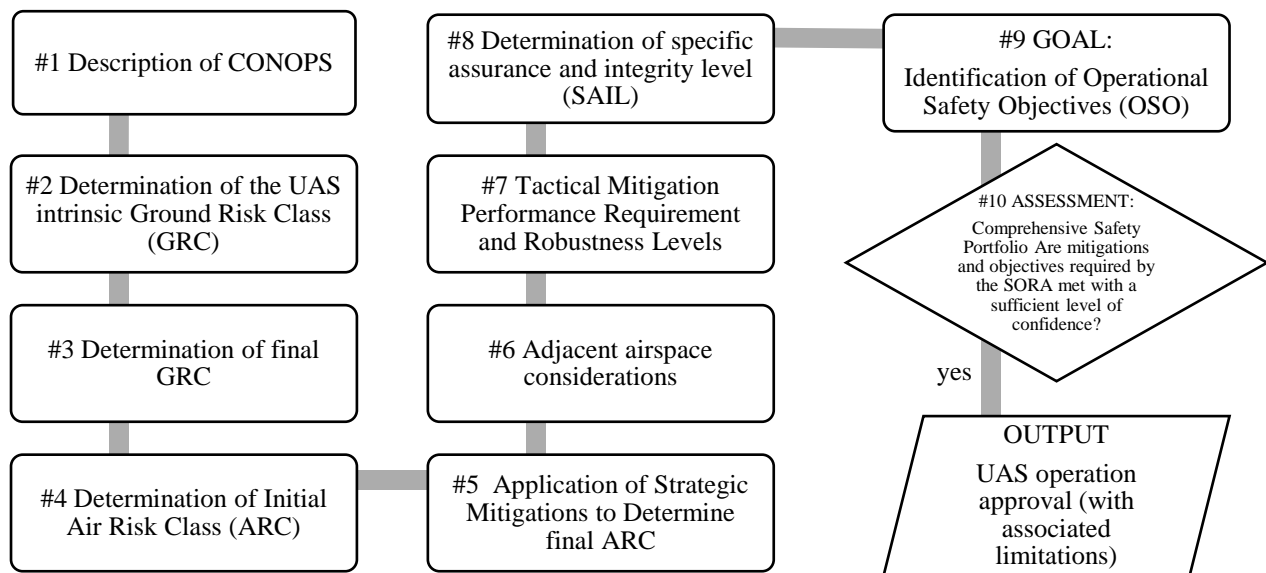 #1 Description of CONOPS
#2 Determination of the UAS
intrinsic Ground Risk Class
(GRC)
#3 Determination of final
GRC
#4 Determination of Initial
Air Risk Class (ARC)
#5 Application of Strategic
Mitigations to Determine
final ARC
#6 Adjacent airspace
considerations
#7 Tactical Mitigation
Performance Requirement
and Robustness Levels
#8 Determination of specific
assurance and integrity level
(SAIL)
#9 GOAL:
Identification of Operational
Safety Objectives (OSO)
#10 ASSESSMENT:
Comprehensive Safety
Portfolio Are mitigations
and objectives required by
the SORA met with a
sufficient level of
confidence?
yes
OUTPUT
UAS operation
approval (with
associated
limitations)